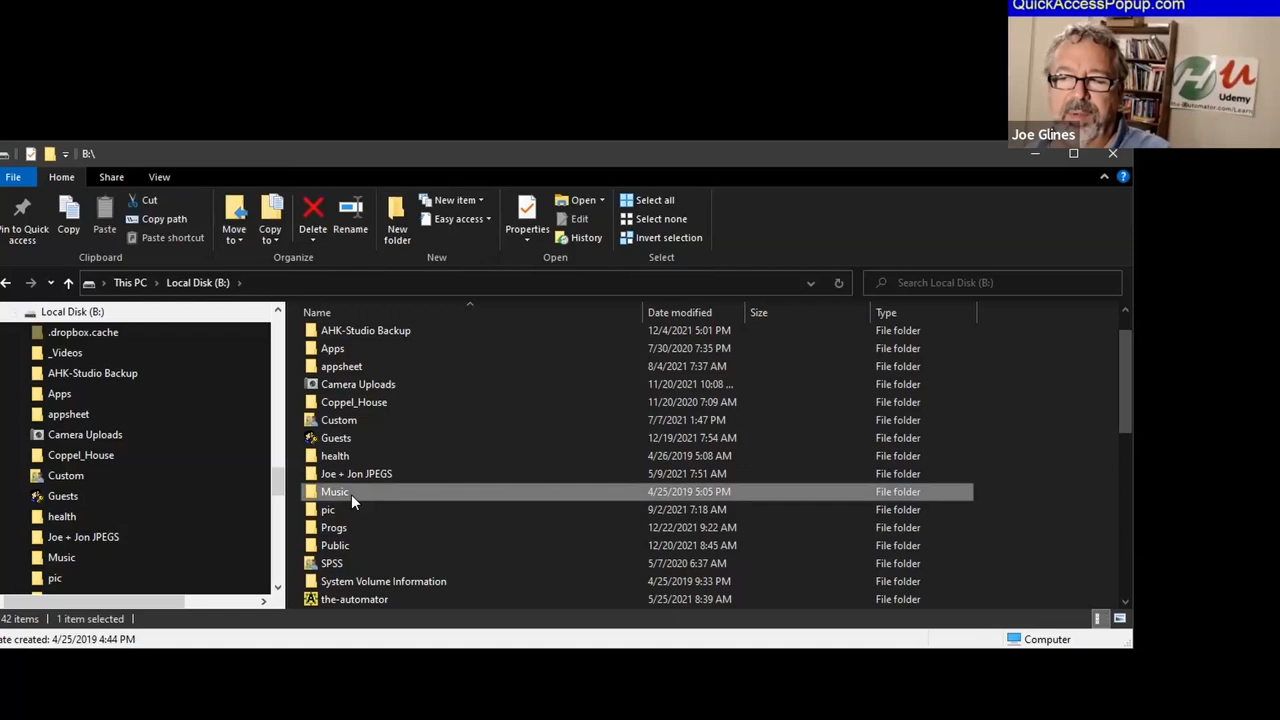 QuickAccessPopup.com
Udemy
the-Automator.com/Learn
Joe Glines
B:\
File
Home
Share
View
Pin to Quick
access
Copy
Paste
Cut
Copy path
Paste shortcut
Clipboard
Move
to
Copy
to
Delete
Rename
Organize
New
folder
New item
Easy access
New
Properties
Open
Edit
History
Open
Select all
Select none
Invert selection
Select
This PC
Local Disk (B:)
Search Local Disk (B:)
Local Disk (B:)
.dropbox.cache
_Videos
AHK-Studio Backup
Apps
appsheet
Camera Uploads
Coppel_House
Custom
Guests
health
Joe + Jon JPEGS
Music
pic
Name Date modified Size Type
AHK-Studio Backup 12/4/2021 5:01 PM File folder
Apps 7/30/2020 7:35 PM File folder
appsheet 8/4/2021 7:37 AM File folder
Camera Uploads 11/20/2021 10:08 ... File folder
Coppel_House 11/20/2020 7:09 AM File folder
Custom 7/7/2021 1:47 PM File folder
Guests 12/19/2021 7:54 AM File folder
health 4/26/2019 5:08 AM File folder
Joe + Jon JPEGS 5/9/2021 7:51 AM File folder
Music 4/25/2019 5:05 PM File folder
pic 9/2/2021 7:18 AM File folder
Progs 12/22/2021 9:22 AM File folder
Public 12/20/2021 8:45 AM File folder
SPSS 5/7/2020 6:37 AM File folder
System Volume Information 4/25/2019 9:33 PM File folder
the-automator 5/25/2021 8:39 AM File folder
42 items 1 item selected
ate created: 4/25/2019 4:44 PM
Computer